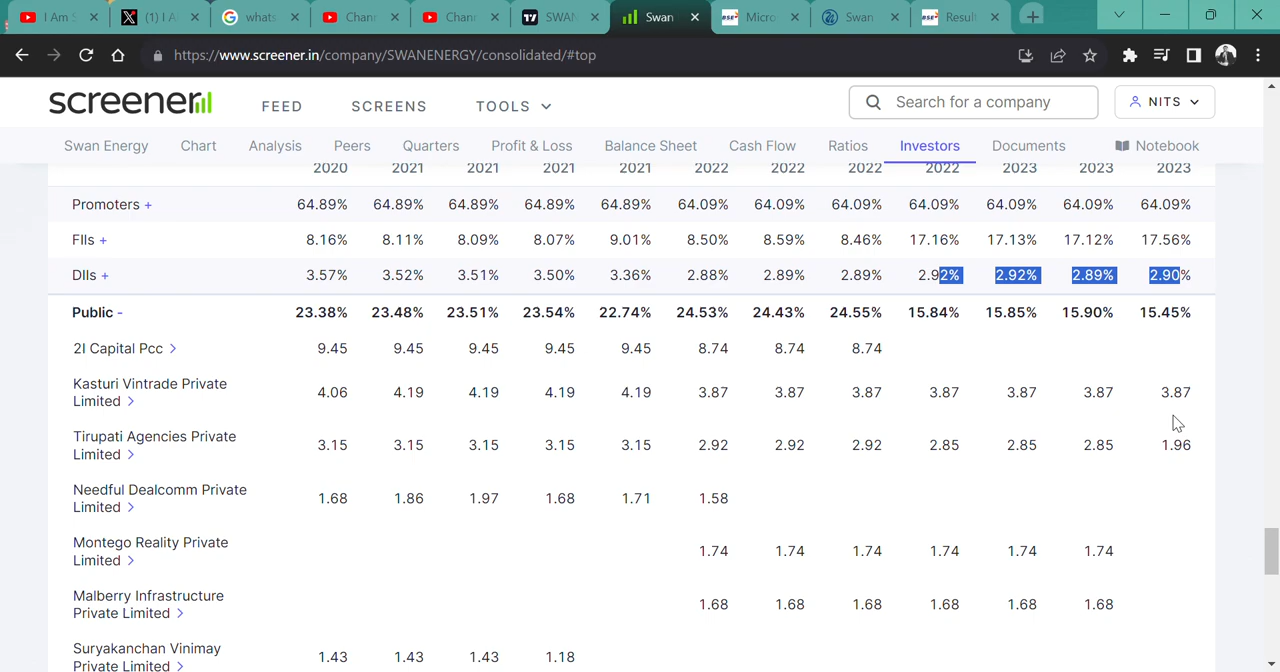 I Am S
(1) I A
whats
Chann
Chann
SWAN
Swan
Micro
Swan
Result
https://www.screener.in/company/SWANENERGY/consolidated/#top
screener
FEED SCREENS TOOLS
Search for a company
NITS
Swan Energy Chart Analysis Peers Quarters Profit & Loss Balance Sheet Cash Flow Ratios Investors Documents Notebook
2020 2021 2021 2021 2021 2022 2022 2022 2022 2023 2023 2023
Promoters + 64.89% 64.89% 64.89% 64.89% 64.89% 64.09% 64.09% 64.09% 64.09% 64.09% 64.09% 64.09%
FIIs + 8.16% 8.11% 8.09% 8.07% 9.01% 8.50% 8.59% 8.46% 17.16% 17.13% 17.12% 17.56%
DIIs + 3.57% 3.52% 3.51% 3.50% 3.36% 2.88% 2.89% 2.89% 2.92% 2.92% 2.89% 2.90%
Public - 23.38% 23.48% 23.51% 23.54% 22.74% 24.53% 24.43% 24.55% 15.84% 15.85% 15.90% 15.45%
2I Capital Pcc > 9.45 9.45 9.45 9.45 9.45 8.74 8.74 8.74
Kasturi Vintrade Private
Limited > 4.06 4.19 4.19 4.19 4.19 3.87 3.87 3.87 3.87 3.87 3.87 3.87
Tirupati Agencies Private
Limited > 3.15 3.15 3.15 3.15 3.15 2.92 2.92 2.92 2.85 2.85 2.85 1.96
Needful Dealcomm Private
Limited > 1.68 1.86 1.97 1.68 1.71 1.58
Montego Reality Private
Limited > 1.74 1.74 1.74 1.74 1.74 1.74
Malberry Infrastructure
Private Limited > 1.68 1.68 1.68 1.68 1.68 1.68
Suryakanchan Vinimay
Private Limited > 1.43 1.43 1.43 1.18